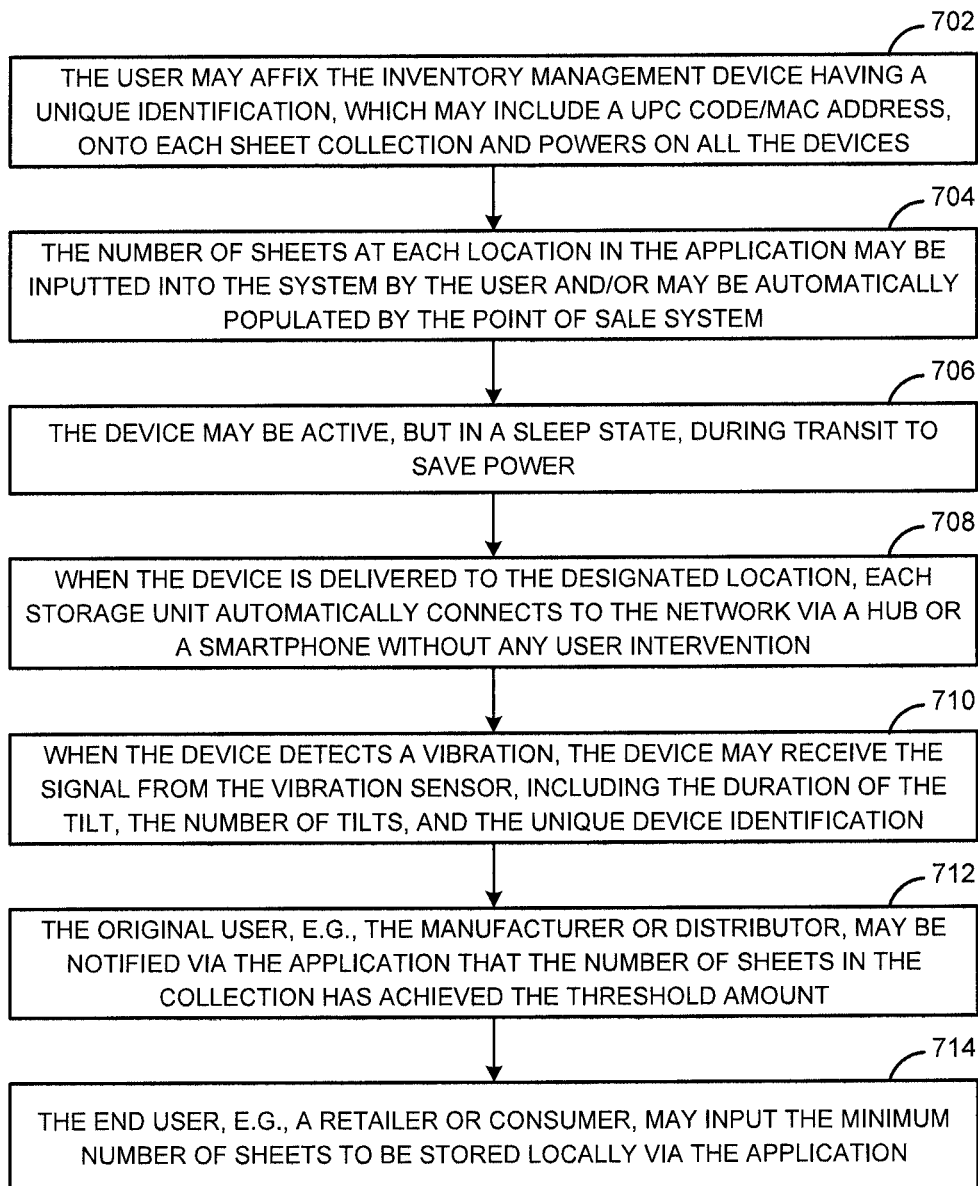 702
THE USER MAY AFFIX THE INVENTORY MANAGEMENT DEVICE HAVING A
UNIQUE IDENTIFICATION, WHICH MAY INCLUDE A UPC CODE/MAC ADDRESS,
ONTO EACH SHEET COLLECTION AND POWERS ON ALL THE DEVICES
704
THE NUMBER OF SHEETS AT EACH LOCATION IN THE APPLICATION MAY BE
INPUTTED INTO THE SYSTEM BY THE USER AND/OR MAY BE AUTOMATICALLY
POPULATED BY THE POINT OF SALE SYSTEM
706
THE DEVICE MAY BE ACTIVE, BUT IN A SLEEP STATE, DURING TRANSIT TO
SAVE POWER
708
WHEN THE DEVICE IS DELIVERED TO THE DESIGNATED LOCATION, EACH
STORAGE UNIT AUTOMATICALLY CONNECTS TO THE NETWORK VIA A HUB OR
A SMARTPHONE WITHOUT ANY USER INTERVENTION
710
WHEN THE DEVICE DETECTS A VIBRATION, THE DEVICE MAY RECEIVE THE
SIGNAL FROM THE VIBRATION SENSOR, INCLUDING THE DURATION OF THE
TILT, THE NUMBER OF TILTS, AND THE UNIQUE DEVICE IDENTIFICATION
712
THE ORIGINAL USER, E.G., THE MANUFACTURER OR DISTRIBUTOR, MAY BE
NOTIFIED VIA THE APPLICATION THAT THE NUMBER OF SHEETS IN THE
COLLECTION HAS ACHIEVED THE THRESHOLD AMOUNT
714
THE END USER, E.G., A RETAILER OR CONSUMER, MAY INPUT THE MINIMUM
NUMBER OF SHEETS TO BE STORED LOCALLY VIA THE APPLICATION